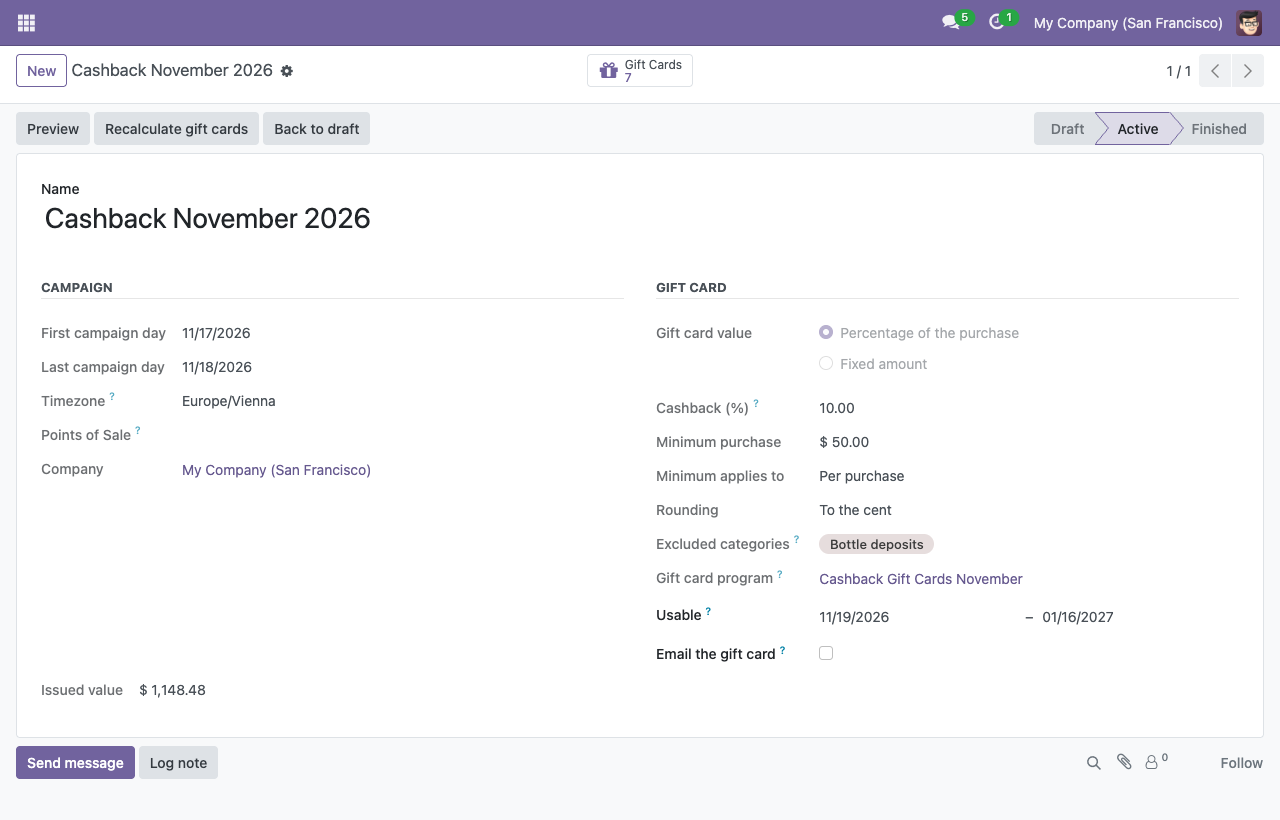 5
1
My Company (San Francisco)
New
Cashback November 2026
Gift Cards
7
1 / 1
Preview
Recalculate gift cards
Back to draft
Draft
Active
Finished
Name
Cashback November 2026
CAMPAIGN
First campaign day 11/17/2026
Last campaign day 11/18/2026
Timezone ? Europe/Vienna
Points of Sale ?
Company My Company (San Francisco)
GIFT CARD
Gift card value Percentage of the purchase
Fixed amount
Cashback (%) ? 10.00
Minimum purchase $ 50.00
Minimum applies to Per purchase
Rounding To the cent
Excluded categories ? Bottle deposits
Gift card program ? Cashback Gift Cards November
Usable ? 11/19/2026 – 01/16/2027
Email the gift card ?
Issued value $ 1,148.48
Send message
Log note
0
Follow